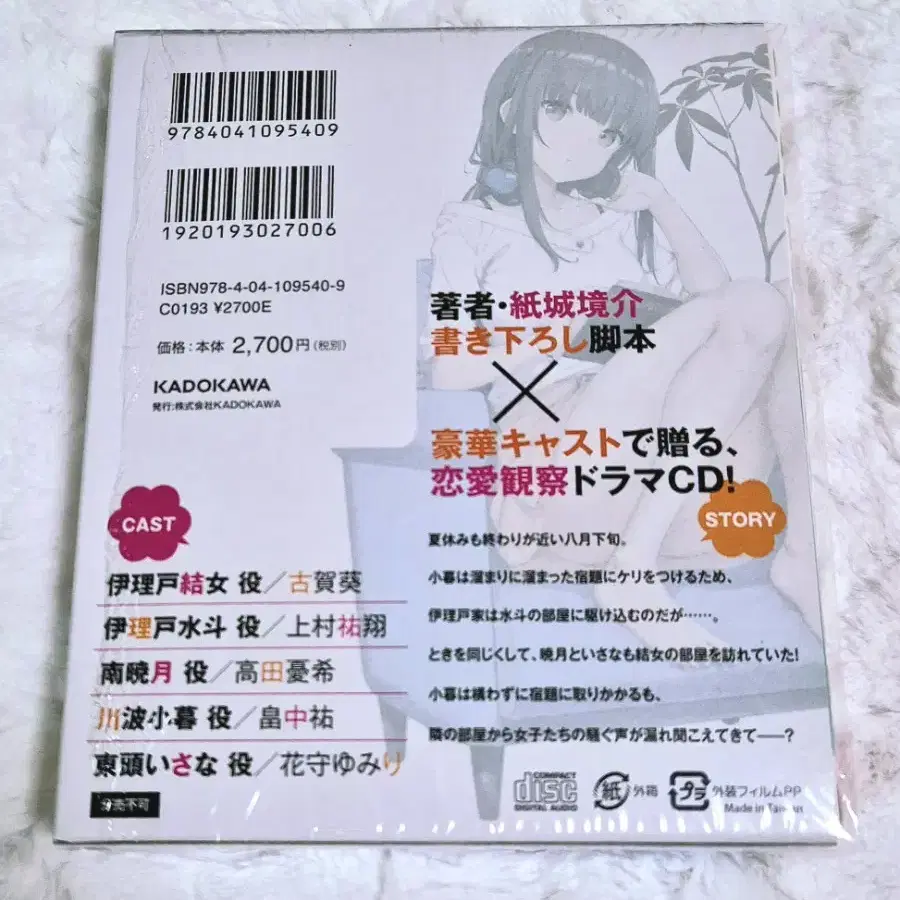 9784041095409
1920193027006
ISBN978-4-04-109540-9
C0193 ¥2700E
価格:本体 2,700円(税別)
KADOKAWA
発行:株式会社KADOKAWA
著者・紙城境介
書き下ろし脚本
×
豪華キャストで贈る、
恋愛観察ドラマCD!
CAST
伊理戸結女 役/古賀葵
伊理戸水斗 役/上村祐翔
南暁月 役/高田憂希
川波小暮 役/畠中祐
東頭いさな 役/花守ゆみり
STORY
夏休みも終わりが近い八月下旬。
小暮は溜まりに溜まった宿題にケリをつけるため、
伊理戸家は水斗の部屋に駆け込むのだが……。
ときを同じくして、暁月といさなも結女の部屋を訪れていた!
小暮は構わずに宿題に取りかかるも、
隣の部屋から女子たちの騒ぐ声が漏れ聞こえてきて――?
分売不可
COMPACT
disc
DIGITAL AUDIO
紙 外箱
プラ 外装フィルムPP
Made in Taiwan